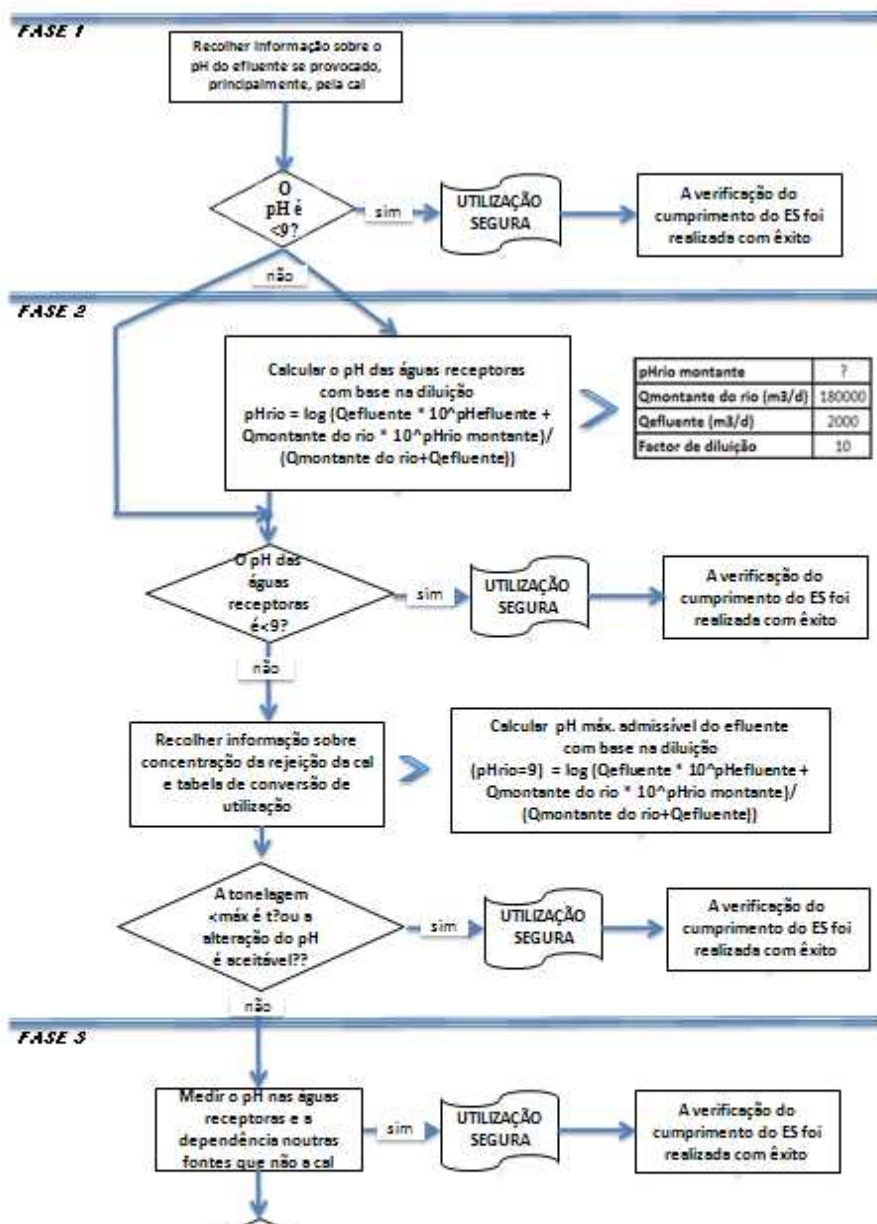 FASE 1
Recolher informação sobre o
pH do efluente se provocado,
principalmente, pela cal
O
pH é
<9?
sim
UTILIZAÇÃO
SEGURA
A verificação do
cumprimento do ES foi
realizada com êxito
não
FASE 2
Calcular o pH das águas receptoras
com base na diluição
pHrio = log (Qefluente * 10^pHefluente +
Qmontante do rio * 10^pHrio montante)/
(Qmontante do rio+Qefluente))
pHrio montante ?
Qmontante do rio (m3/d) 180000
Qefluente (m3/d) 2000
Factor de diluição 10
O pH das
águas
receptoras
é<9?
sim
UTILIZAÇÃO
SEGURA
A verificação do
cumprimento do ES foi
realizada com êxito
não
Recolher informação sobre
concentração da rejeição da cal
e tabela de conversão de
utilização
Calcular pH máx. admissível do efluente
com base na diluição
(pHrio=9) = log (Qefluente * 10^pHefluente +
Qmontante do rio * 10^pHrio montante)/
(Qmontante do rio+Qefluente))
A tonelagem
<máx é t?ou a
alteração do pH
é aceitável??
sim
UTILIZAÇÃO
SEGURA
A verificação do
cumprimento do ES foi
realizada com êxito
não
FASE 3
Medir o pH nas águas
receptoras e a
dependência noutras
fontes que não a cal
sim
UTILIZAÇÃO
SEGURA
A verificação do
cumprimento do ES foi
realizada com êxito